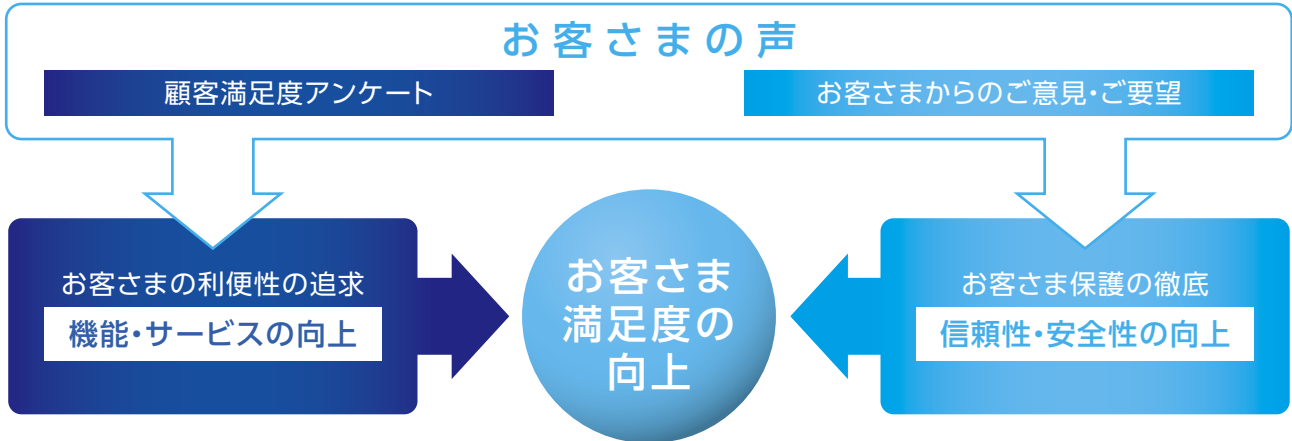 お客さまの声
顧客満足度アンケート
お客さまからのご意見・ご要望
お客さまの利便性の追求
機能・サービスの向上
お客さま
満足度の
向上
お客さま保護の徹底
信頼性・安全性の向上